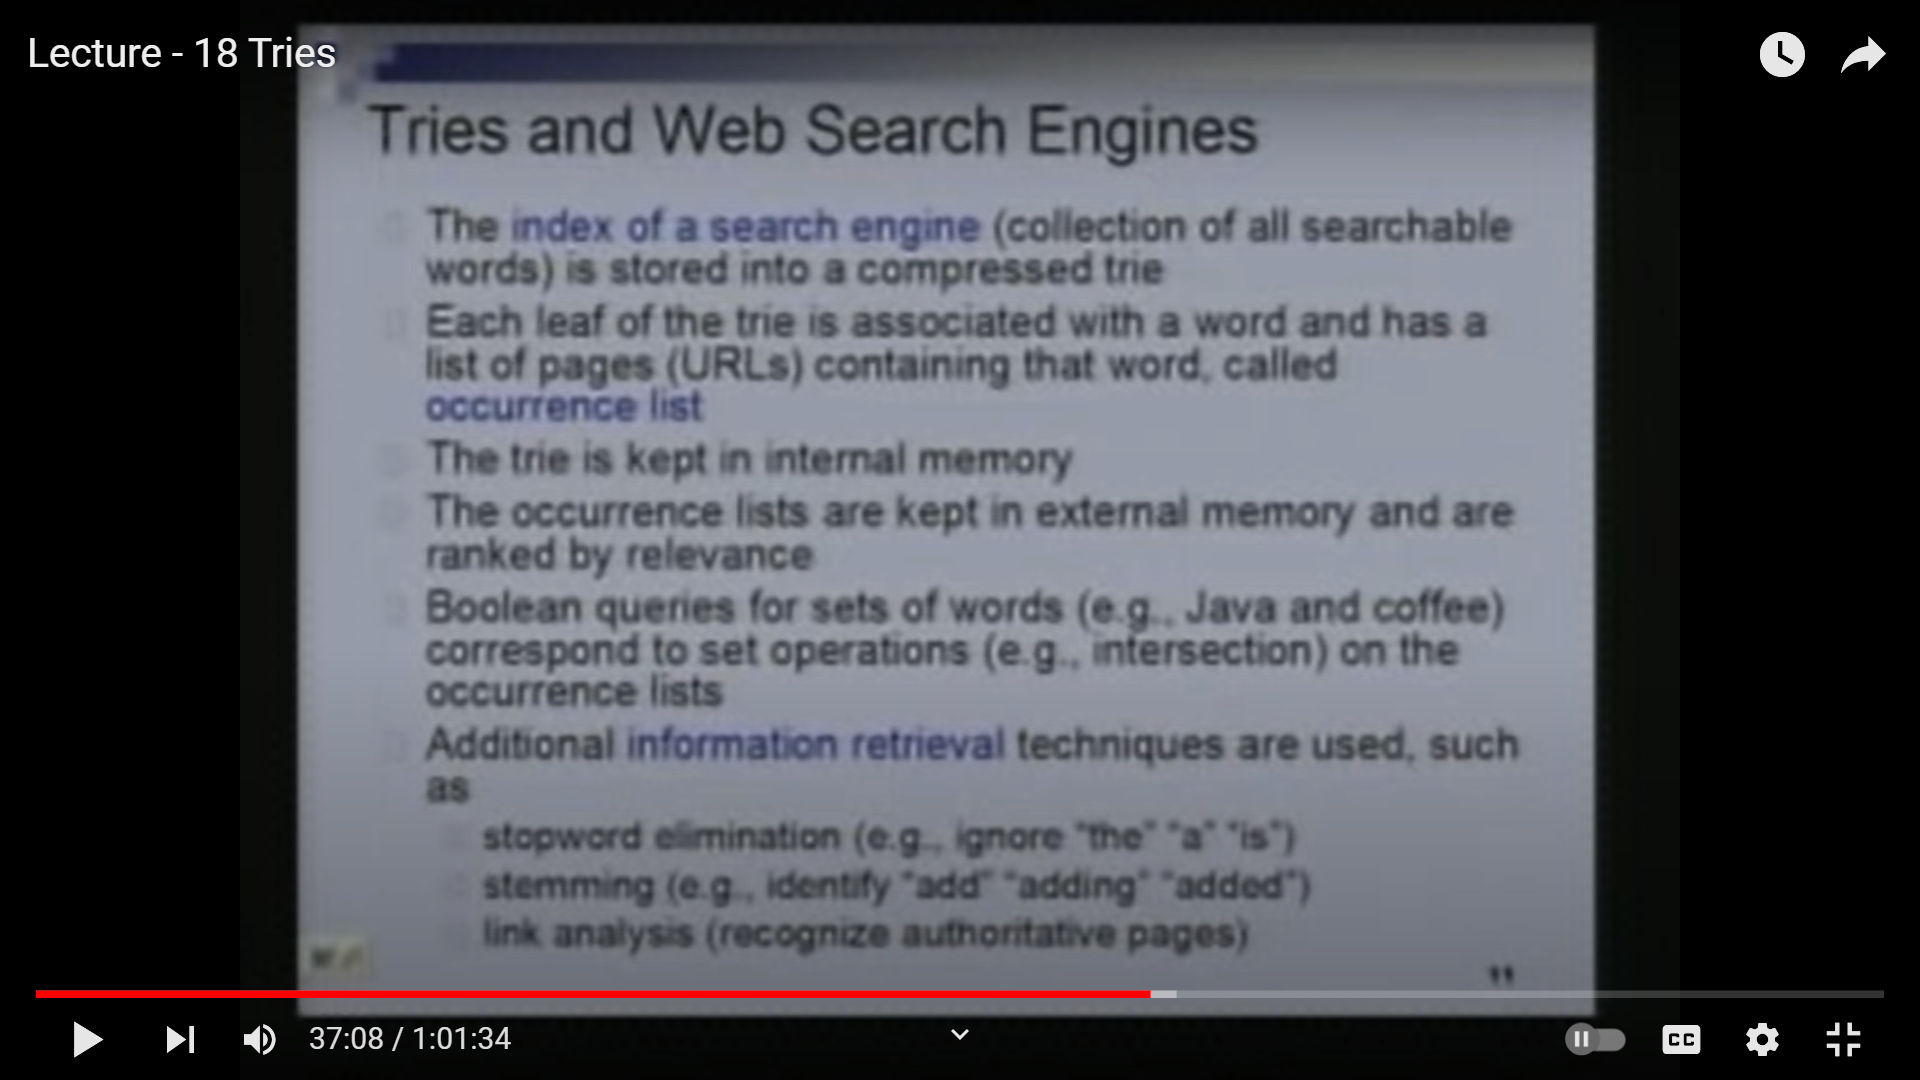 Lecture - 18 Tries
Tries and Web Search Engines
The index of a search engine (collection of all searchable
words) is stored into a compressed trie
Each leaf of the trie is associated with a word and has a
list of pages (URLs) containing that word, called
occurrence list
The trie is kept in internal memory
The occurrence lists are kept in external memory and are
ranked by relevance
Boolean queries for sets of words (e.g., Java and coffee)
correspond to set operations (e.g., intersection) on the
occurrence lists
Additional information retrieval techniques are used, such
as
stopword elimination (e.g., ignore "the" "a" "is")
stemming (e.g., identify "add" "adding" "added")
link analysis (recognize authoritative pages)
11
37:08 / 1:01:34
CC